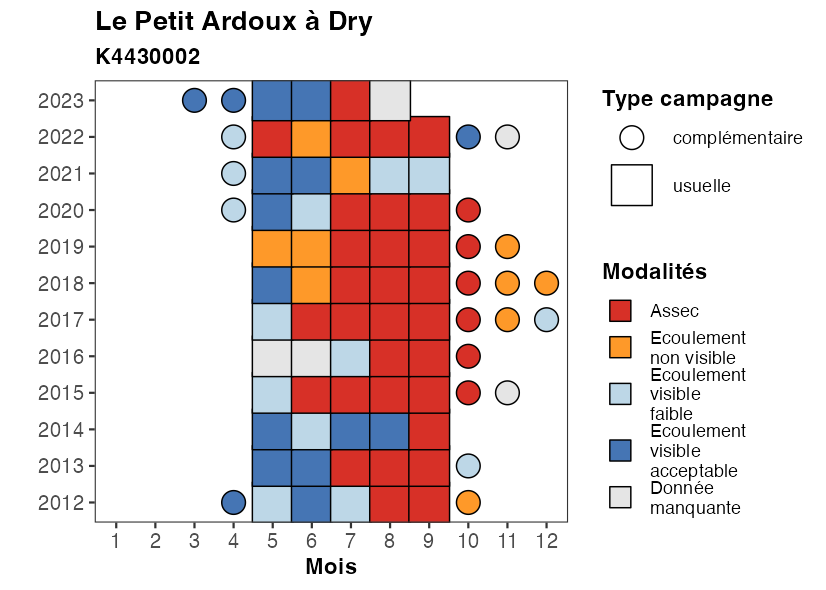 Le Petit Ardoux à Dry
K4430002
2023
2022
2021
2020
2019
2018
2017
2016
2015
2014
2013
2012
1 2 3 4 5 6 7 8 9 10 11 12
Mois
Type campagne
complémentaire
usuelle
Modalités
Assec
Ecoulement
non visible
Ecoulement
visible
faible
Ecoulement
visible
acceptable
Donnée
manquante